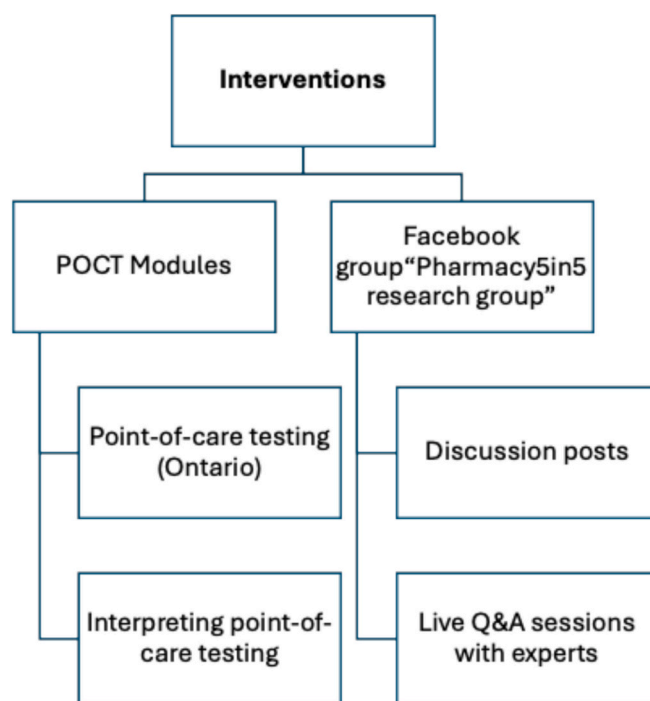 Interventions
POCT Modules
Facebook
group“Pharmacy5in5
research group”
Point-of-care testing
(Ontario)
Discussion posts
Interpreting point-of-
care testing
Live Q&A sessions
with experts